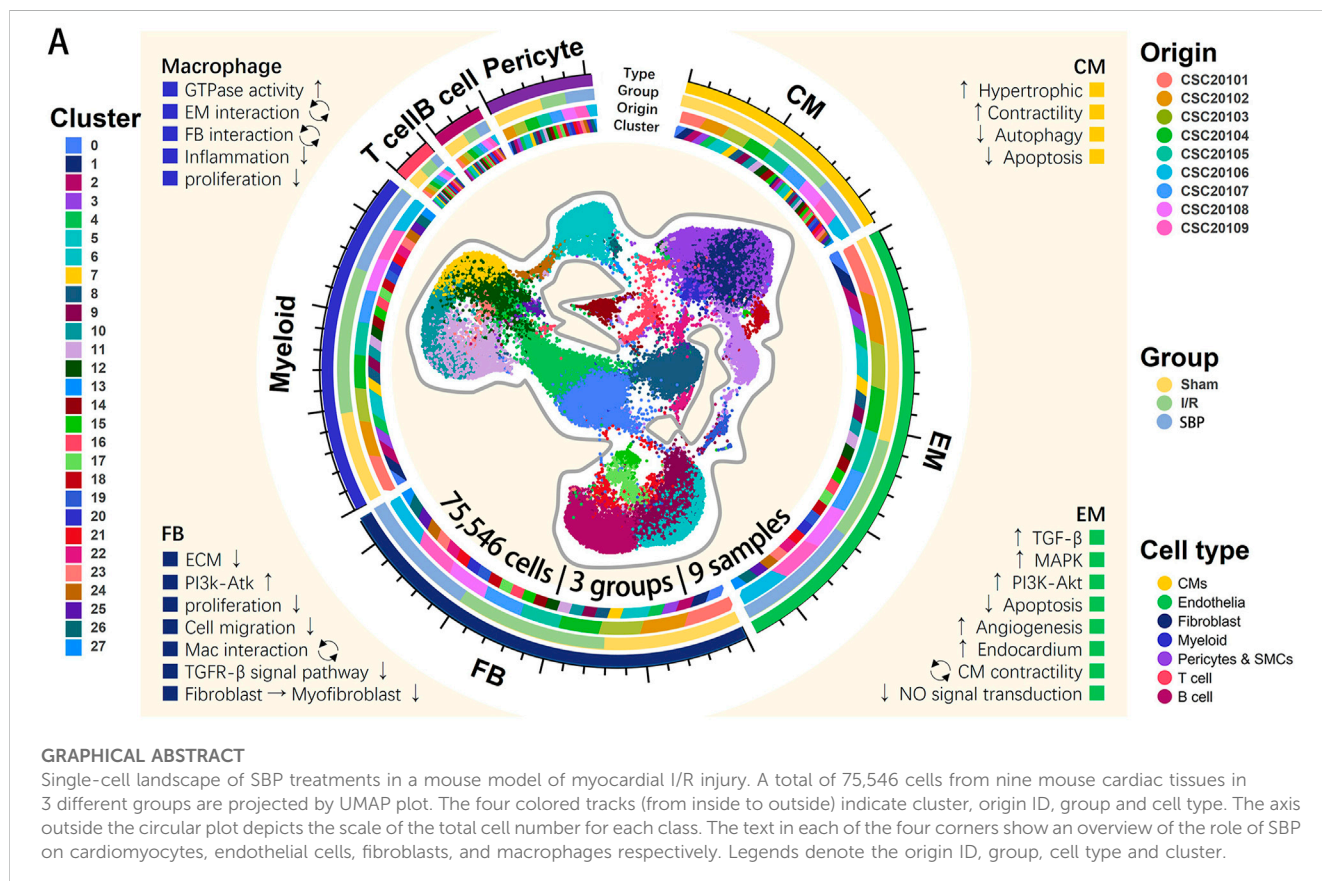 A
Macrophage
GTPase activity ↑
EM interaction
FB interaction
Inflammation ↓
proliferation ↓
Cluster
0
1
2
3
4
5
6
7
8
9
10
11
12
13
14
15
16
17
18
19
20
21
22
23
24
25
26
27
FB
ECM ↓
PI3k-Atk ↑
proliferation ↓
Cell migration ↓
Mac interaction
TGFR-β signal pathway ↓
Fibroblast → Myofibroblast ↓
Myeloid
T cell
B cell
Pericyte
Type
Group
Origin
Cluster
CM
EM
FB
75,546 cells | 3 groups | 9 samples
CM
↑ Hypertrophic
↑ Contractility
↓ Autophagy
↓ Apoptosis
EM
↑ TGF-β
↑ MAPK
↑ PI3K-Akt
↓ Apoptosis
↑ Angiogenesis
↑ Endocardium
CM contractility
↓ NO signal transduction
Origin
CSC20101
CSC20102
CSC20103
CSC20104
CSC20105
CSC20106
CSC20107
CSC20108
CSC20109
Group
Sham
I/R
SBP
Cell type
CMs
Endothelia
Fibroblast
Myeloid
Pericytes & SMCs
T cell
B cell
GRAPHICAL ABSTRACT
Single-cell landscape of SBP treatments in a mouse model of myocardial I/R injury. A total of 75,546 cells from nine mouse cardiac tissues in
3 different groups are projected by UMAP plot. The four colored tracks (from inside to outside) indicate cluster, origin ID, group and cell type. The axis
outside the circular plot depicts the scale of the total cell number for each class. The text in each of the four corners show an overview of the role of SBP
on cardiomyocytes, endothelial cells, fibroblasts, and macrophages respectively. Legends denote the origin ID, group, cell type and cluster.